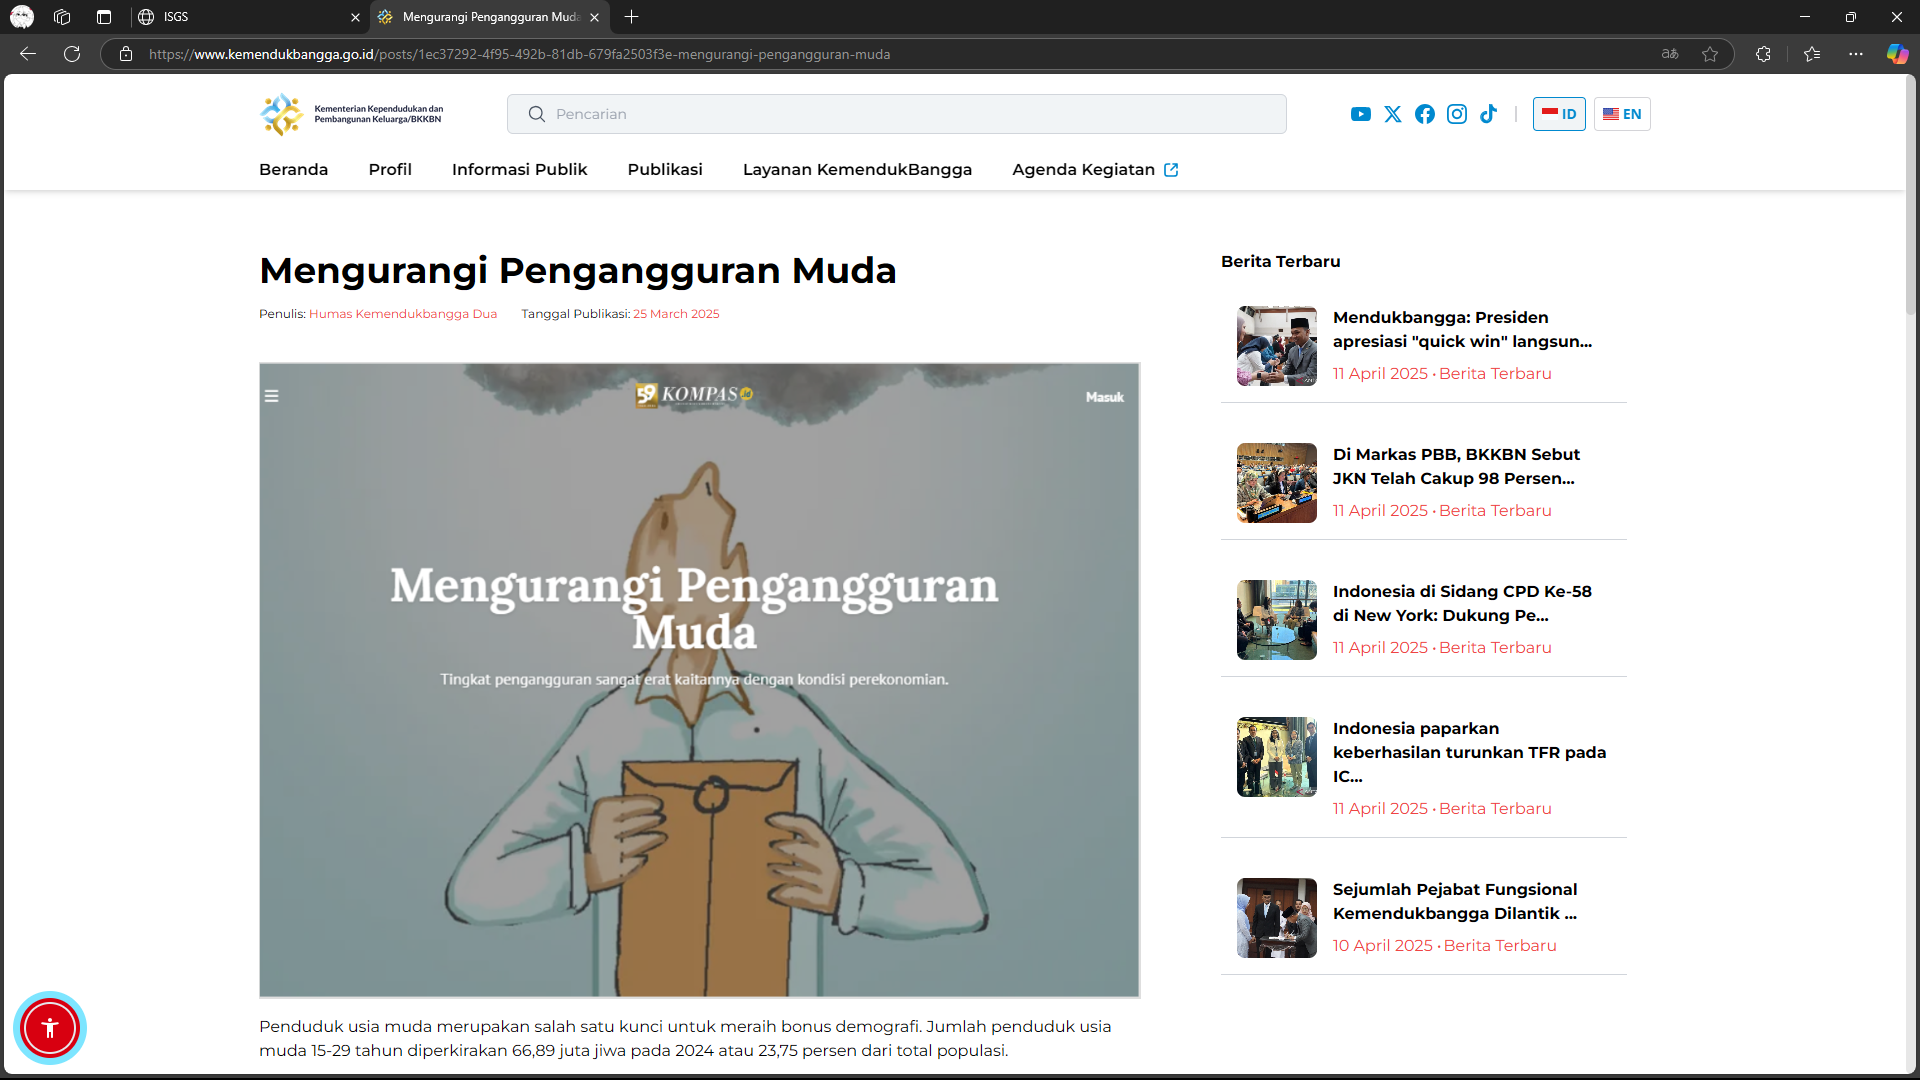 ISGS
Mengurangi Pengangguran Muda
https://www.kemendukbangga.go.id/posts/1ec37292-4f95-492b-81db-679fa2503f3e-mengurangi-pengangguran-muda
Kementerian Kependudukan dan
Pembangunan Keluarga/BKKBN
Pencarian
ID
EN
Beranda
Profil
Informasi Publik
Publikasi
Layanan KemendukBangga
Agenda Kegiatan
Mengurangi Pengangguran Muda
Penulis: Humas Kemendukbangga Dua
Tanggal Publikasi: 25 March 2025
59 KOMPAS.id
Masuk
Mengurangi Pengangguran
Muda
Tingkat pengangguran sangat erat kaitannya dengan kondisi perekonomian.
Penduduk usia muda merupakan salah satu kunci untuk meraih bonus demografi. Jumlah penduduk usia
muda 15-29 tahun diperkirakan 66,89 juta jiwa pada 2024 atau 23,75 persen dari total populasi.
Berita Terbaru
Mendukbangga: Presiden
apresiasi "quick win" langsun...
11 April 2025 • Berita Terbaru
Di Markas PBB, BKKBN Sebut
JKN Telah Cakup 98 Persen...
11 April 2025 • Berita Terbaru
Indonesia di Sidang CPD Ke-58
di New York: Dukung Pe...
11 April 2025 • Berita Terbaru
Indonesia paparkan
keberhasilan turunkan TFR pada
IC...
11 April 2025 • Berita Terbaru
Sejumlah Pejabat Fungsional
Kemendukbangga Dilantik ...
10 April 2025 • Berita Terbaru